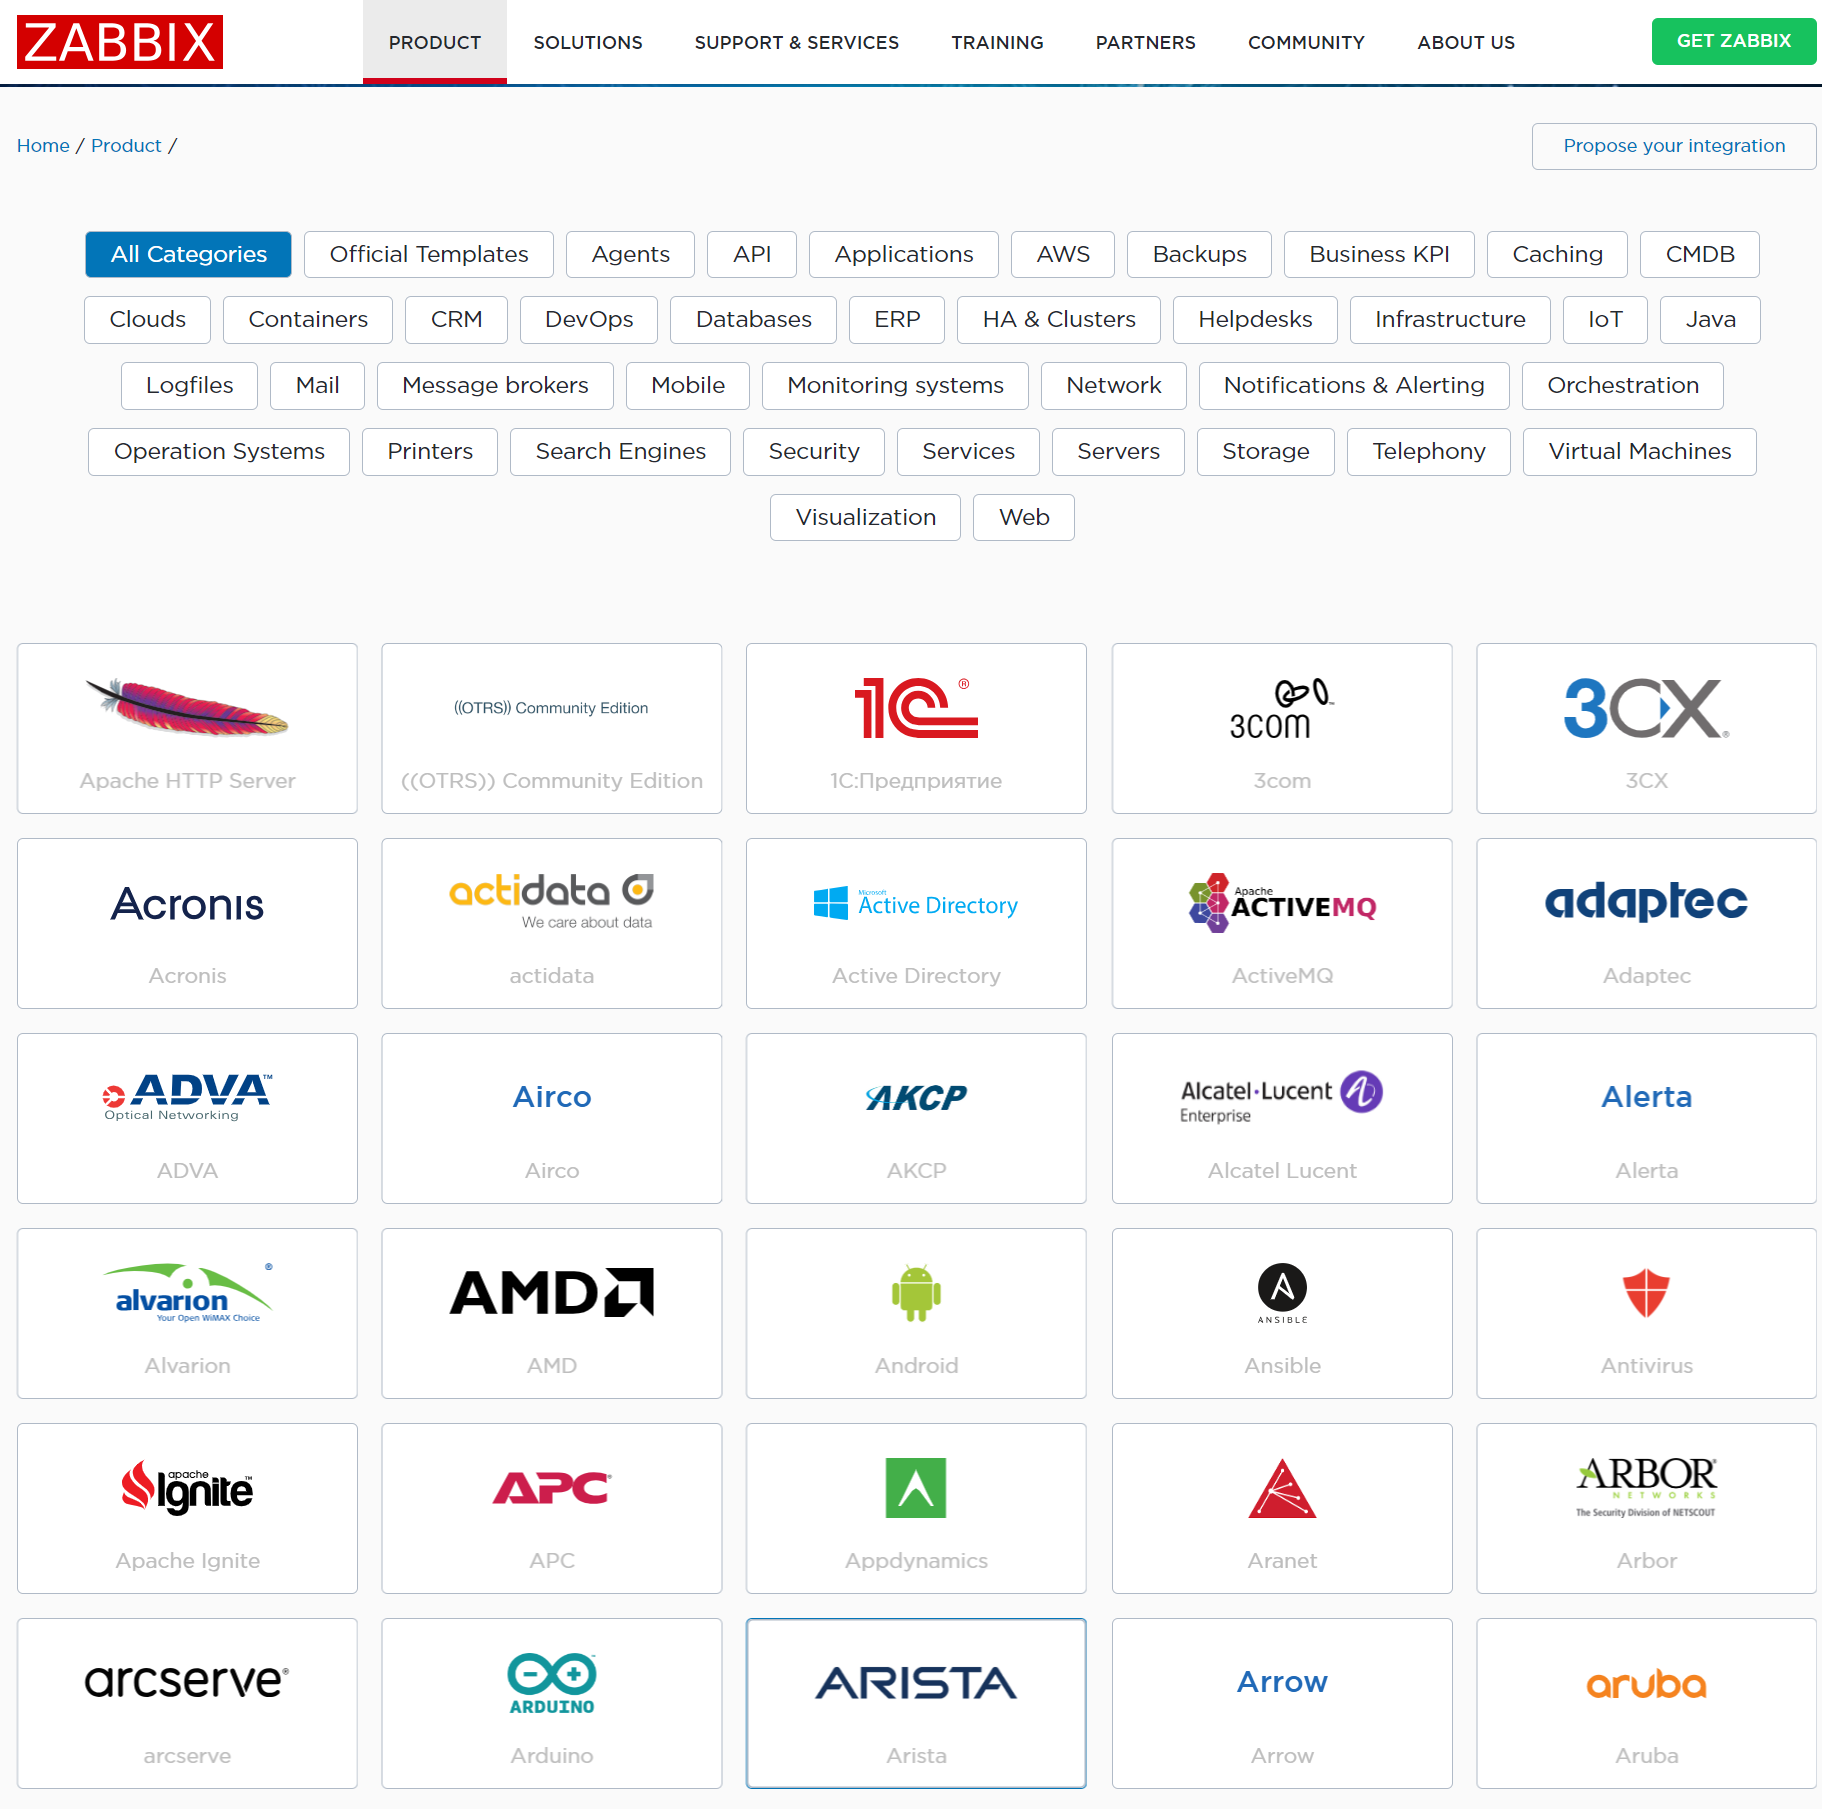 ZABBIX
PRODUCT SOLUTIONS SUPPORT & SERVICES TRAINING PARTNERS COMMUNITY ABOUT US GET ZABBIX
Home / Product / Propose your integration
All Categories Official Templates Agents API Applications AWS Backups Business KPI Caching CMDB
Clouds Containers CRM DevOps Databases ERP HA & Clusters Helpdesks Infrastructure IoT Java
Logfiles Mail Message brokers Mobile Monitoring systems Network Notifications & Alerting Orchestration
Operation Systems Printers Search Engines Security Services Servers Storage Telephony Virtual Machines
Visualization Web
((OTRS)) Community Edition 1C® 3com™ 3CX®
Apache HTTP Server ((OTRS)) Community Edition 1С:Предприятие 3com 3CX
Acronis actidata Microsoft Active Directory Apache ACTIVEMQ adaptec
We care about data
Acronis actidata Active Directory ActiveMQ Adaptec
ADVA™ Airco AKCP Alcatel·Lucent Alerta
Optical Networking Enterprise
ADVA Airco AKCP Alcatel Lucent Alerta
alvarion® AMD ANSIBLE
Your Open WiMAX Choice
Alvarion AMD Android Ansible Antivirus
apache Ignite™ APC® ARBOR®
NETWORKS
The Security Division of NETSCOUT
Apache Ignite APC Appdynamics Aranet Arbor
arcserve® ARDUINO™ ARISTA Arrow aruba
arcserve Arduino Arista Arrow Aruba